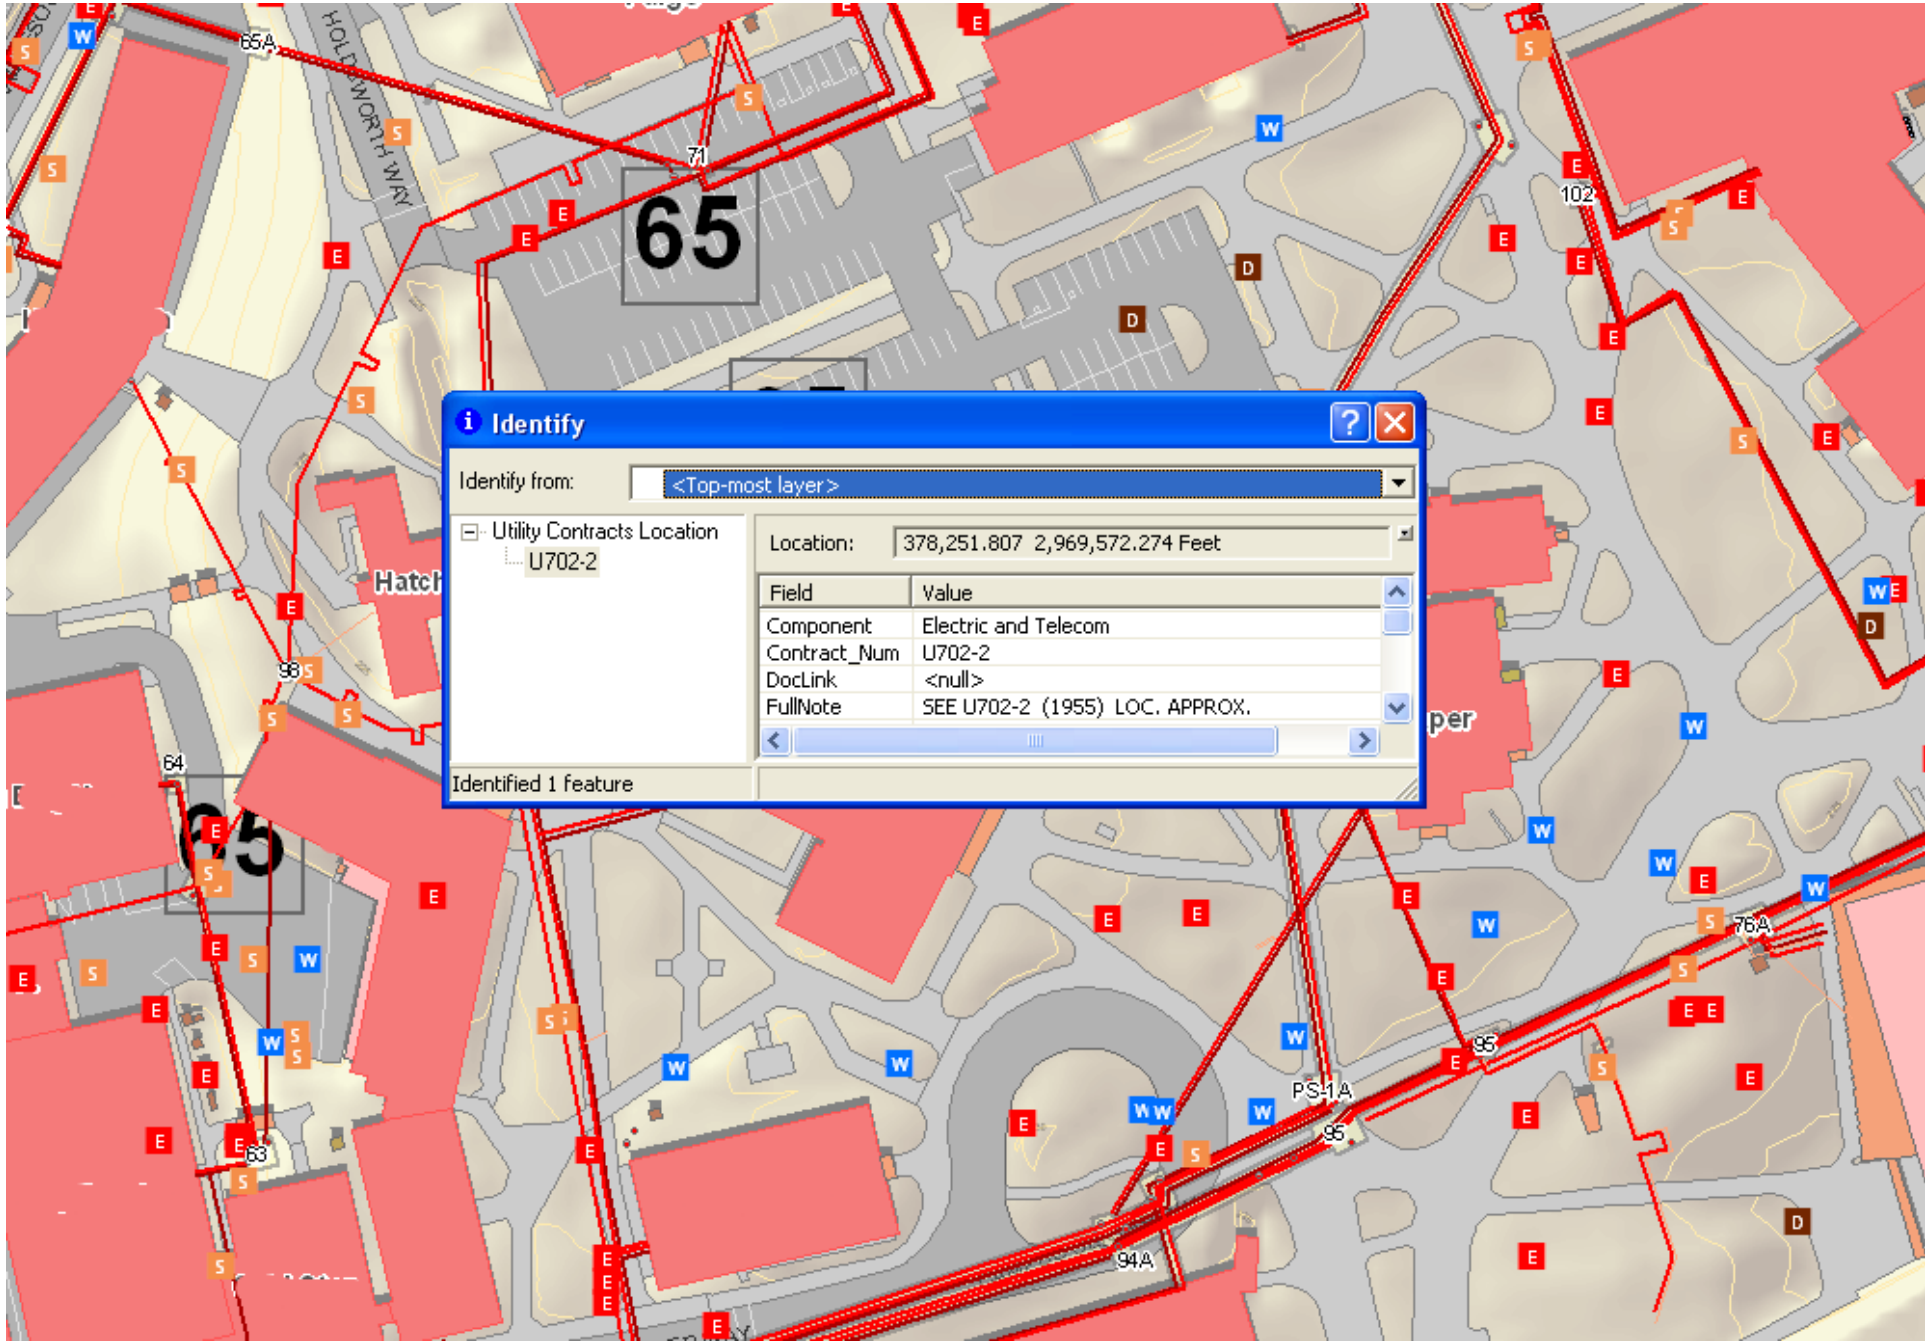 65A
HOLDSWORTH WAY
71
65
102
Identify
Identify from:
<Top-most layer>
Utility Contracts Location
U702-2
Location:
378,251.807 2,969,572.274 Feet
Field Value
Component Electric and Telecom
Contract_Num U702-2
DocLink <null>
FullNote SEE U702-2 (1955) LOC. APPROX.
Identified 1 feature
Hatch
per
98
64
65
76A
95
PS-1A
95
63
94A
WAY
E
W
S
D